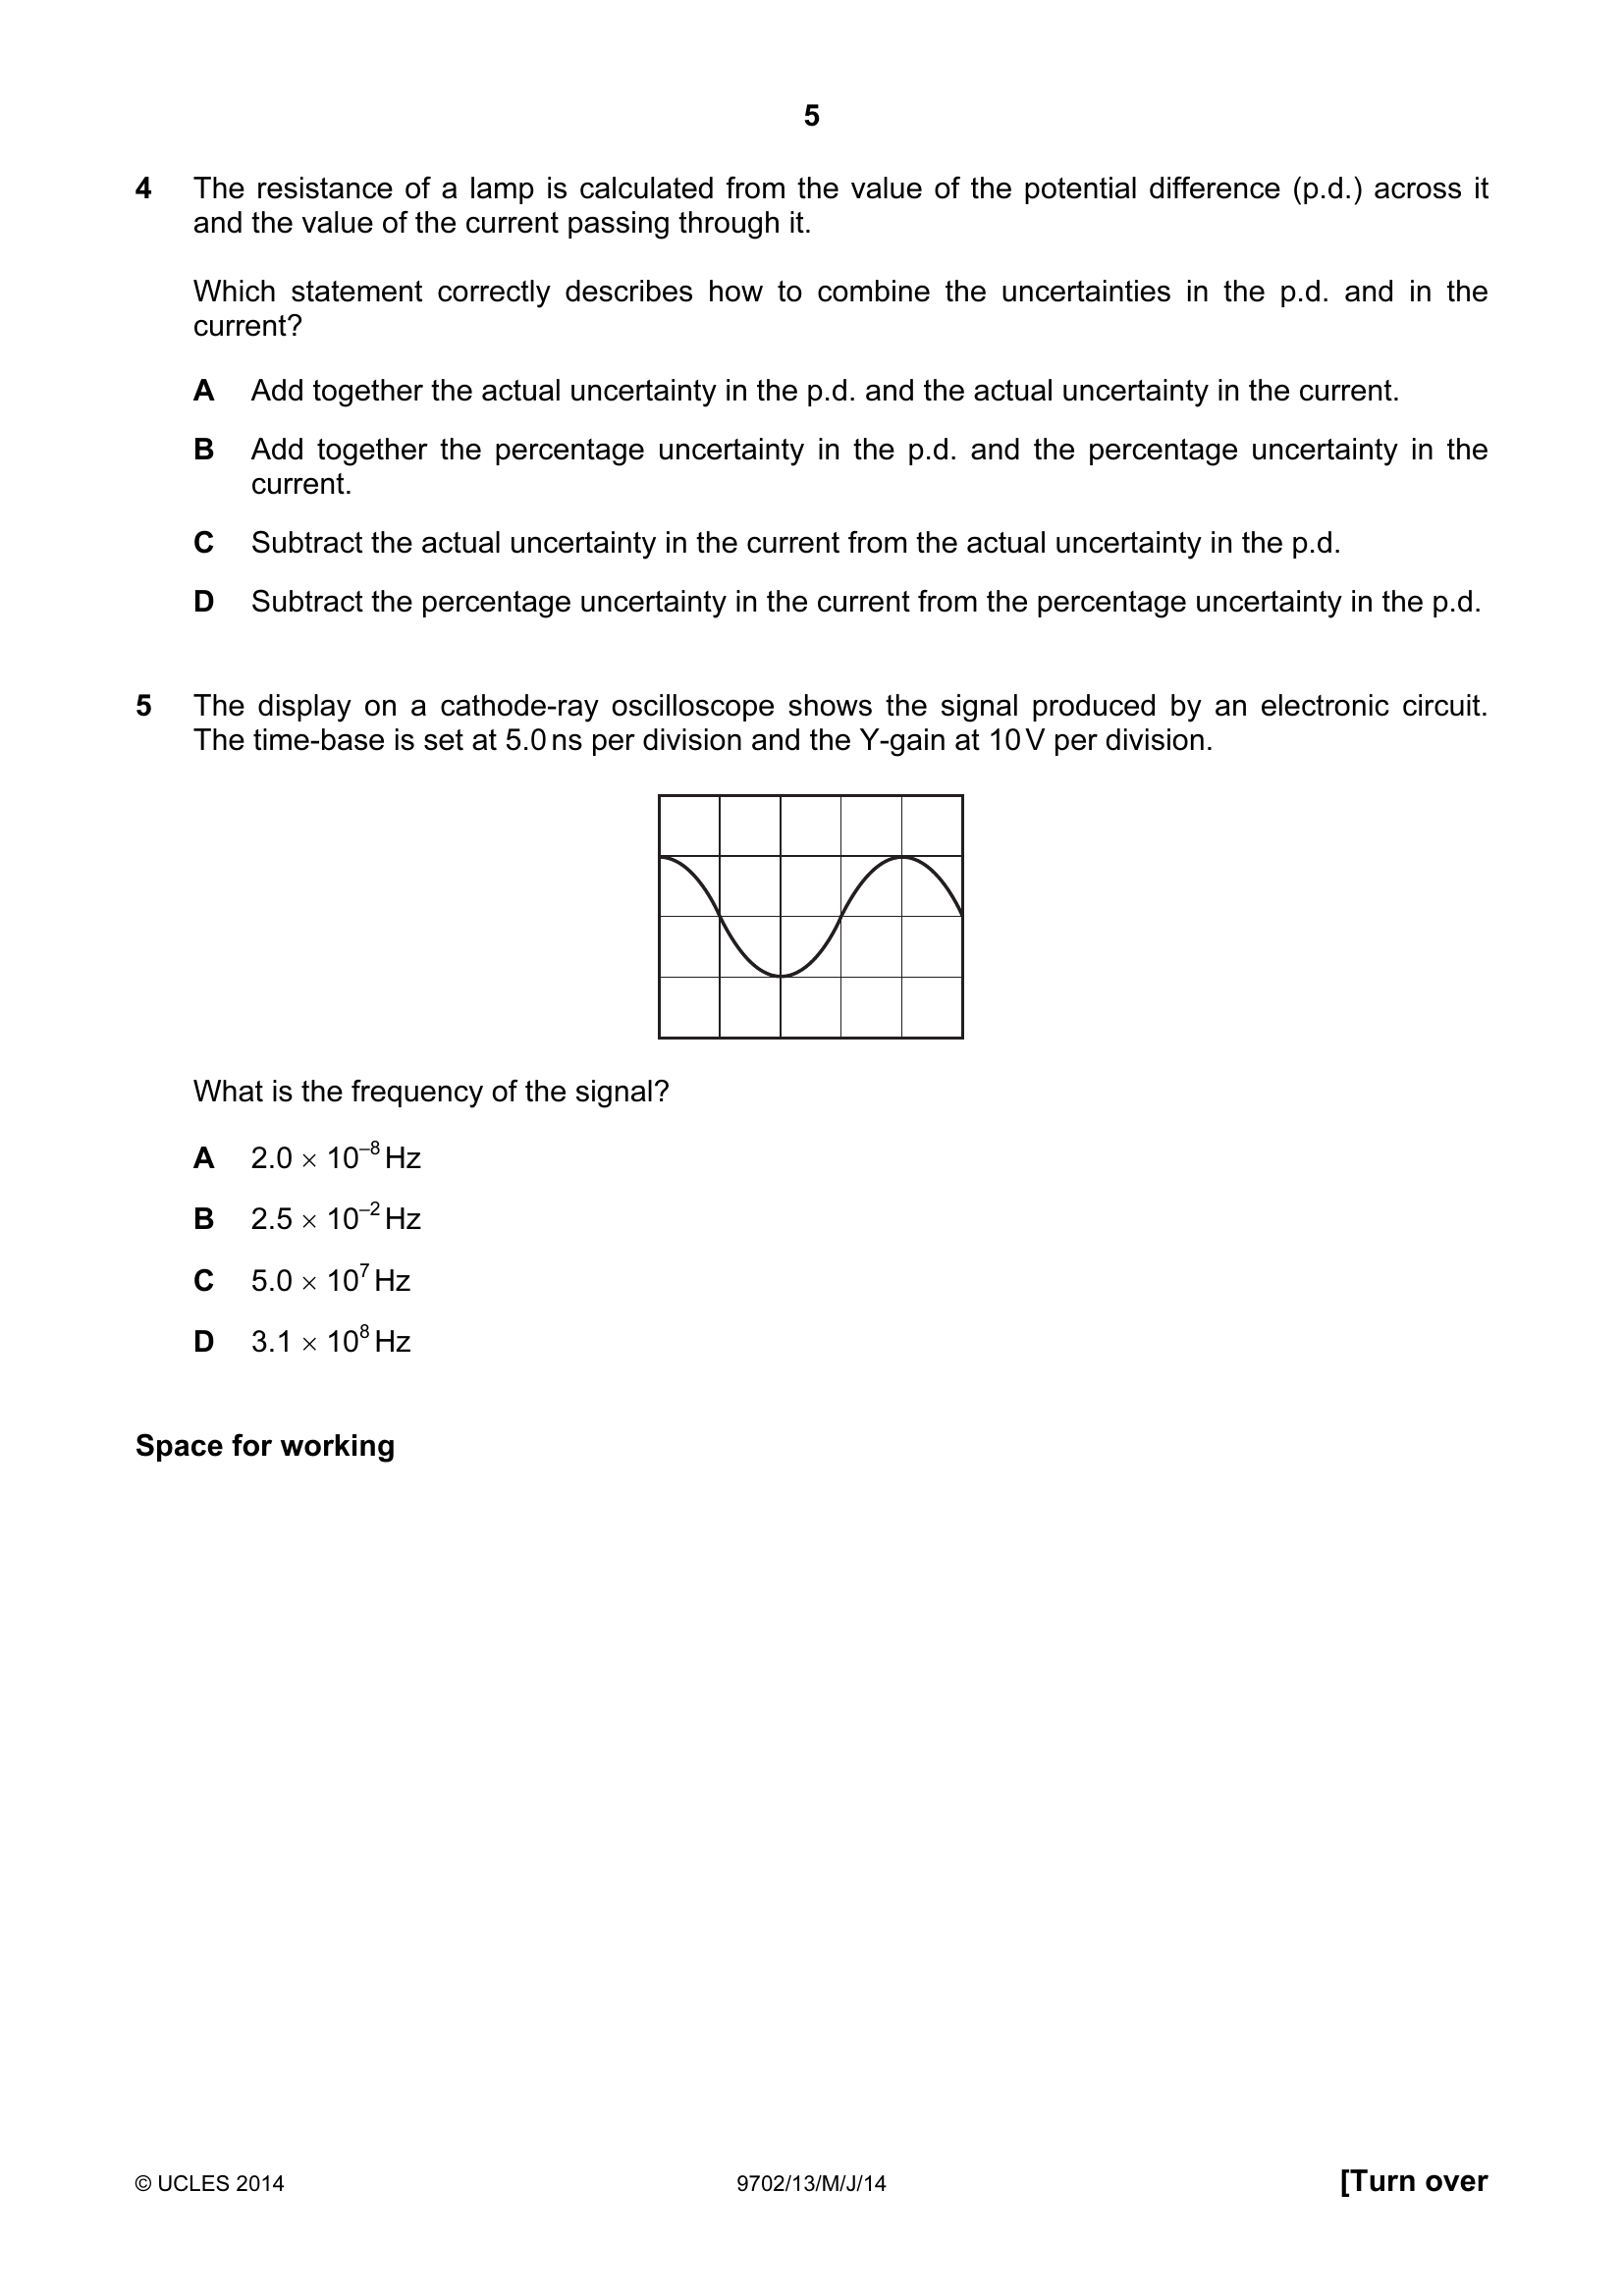 5
4 The resistance of a lamp is calculated from the value of the potential difference (p.d.) across it
and the value of the current passing through it.
Which statement correctly describes how to combine the uncertainties in the p.d. and in the
current?
A Add together the actual uncertainty in the p.d. and the actual uncertainty in the current.
B Add together the percentage uncertainty in the p.d. and the percentage uncertainty in the
current.
C Subtract the actual uncertainty in the current from the actual uncertainty in the p.d.
D Subtract the percentage uncertainty in the current from the percentage uncertainty in the p.d.
5 The display on a cathode-ray oscilloscope shows the signal produced by an electronic circuit.
The time-base is set at 5.0 ns per division and the Y-gain at 10 V per division.
What is the frequency of the signal?
A 2.0 × 10⁻⁸ Hz
B 2.5 × 10⁻² Hz
C 5.0 × 10⁷ Hz
D 3.1 × 10⁸ Hz
Space for working
© UCLES 2014 9702/13/M/J/14 [Turn over